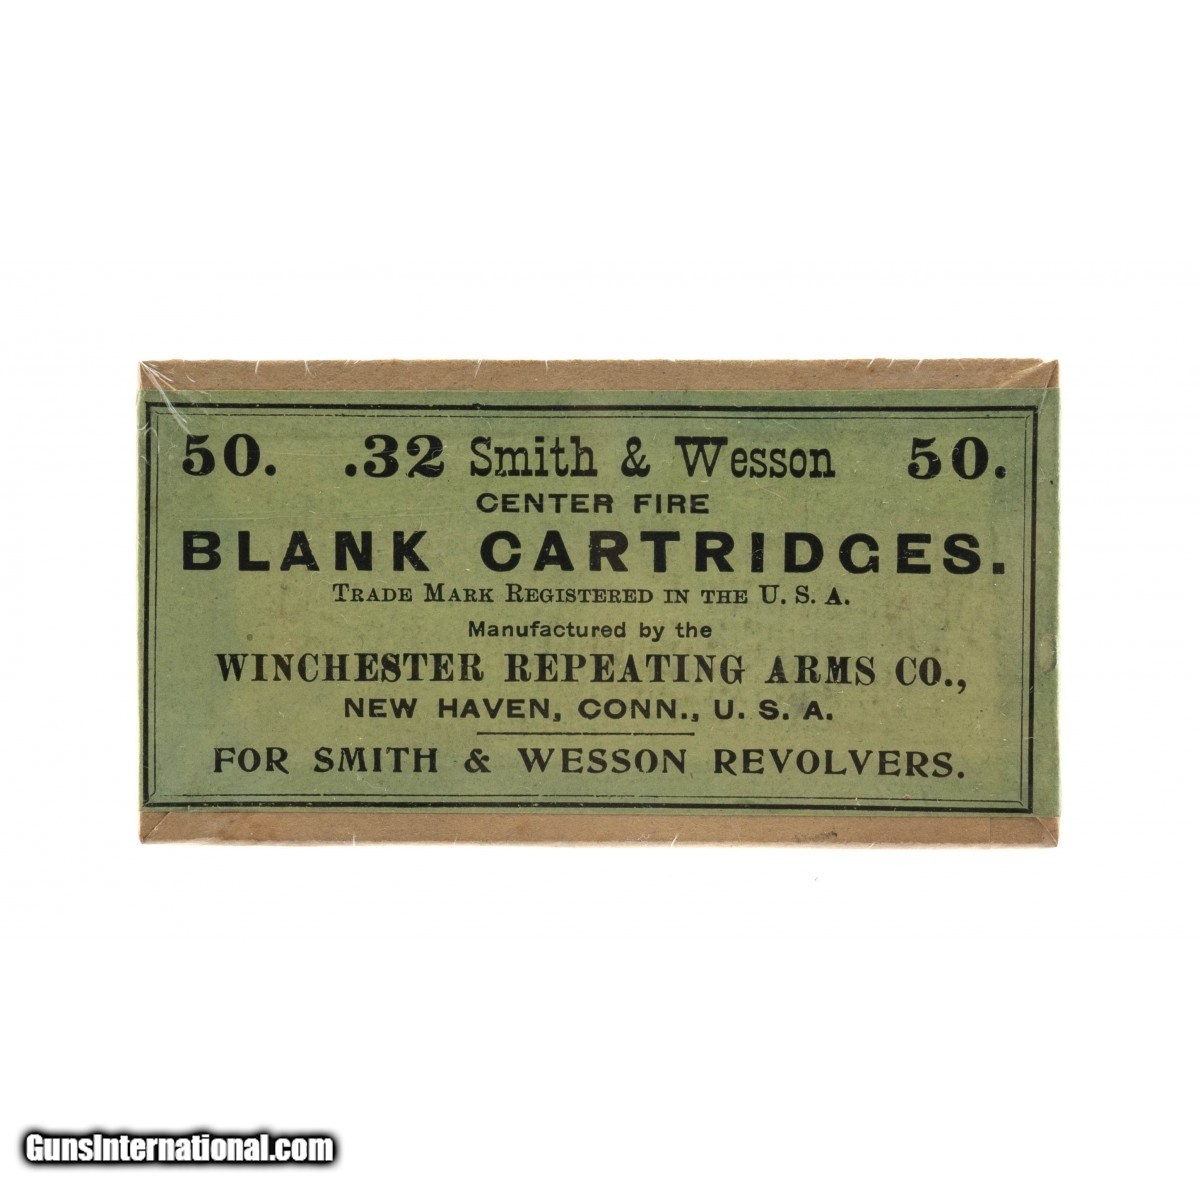 50. .32 Smith & Wesson 50.
CENTER FIRE
BLANK CARTRIDGES.
TRADE MARK REGISTERED IN THE U. S. A.
Manufactured by the
WINCHESTER REPEATING ARMS CO.,
NEW HAVEN, CONN., U. S. A.
FOR SMITH & WESSON REVOLVERS.
GunsInternational.com